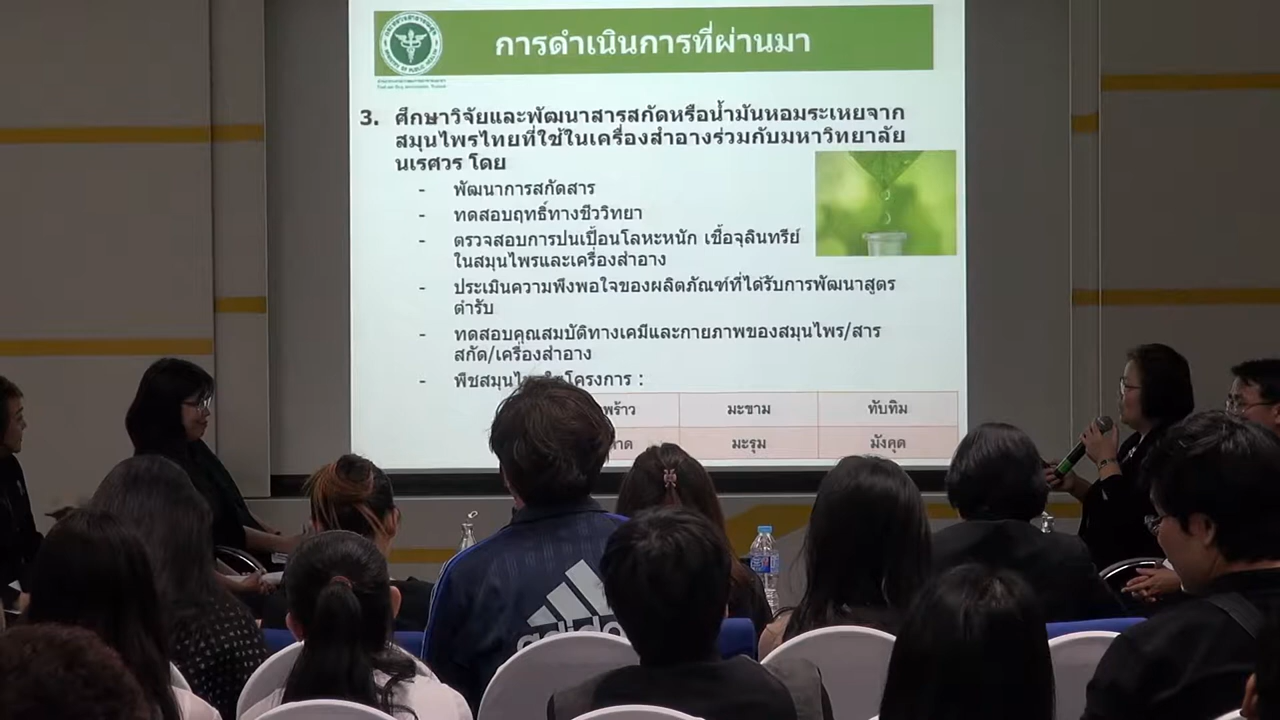 การดำเนินการที่ผ่านมา
3. ศึกษาวิจัยและพัฒนาสารสกัดหรือน้ำมันหอมระเหยจาก
สมุนไพรไทยที่ใช้ในเครื่องสำอางร่วมกับมหาวิทยาลัย
นเรศวร โดย
- พัฒนาการสกัดสาร
- ทดสอบฤทธิ์ทางชีววิทยา
- ตรวจสอบการปนเปื้อนโลหะหนัก เชื้อจุลินทรีย์
ในสมุนไพรและเครื่องสำอาง
- ประเมินความพึงพอใจของผลิตภัณฑ์ที่ได้รับการพัฒนาสูตร
ตำรับ
- ทดสอบคุณสมบัติทางเคมีและกายภาพของสมุนไพร/สาร
สกัด/เครื่องสำอาง
- พืชสมุนไพรในโครงการ :
พร้าว มะขาม ทับทิม
าด มะรุม มังคุด
adidas